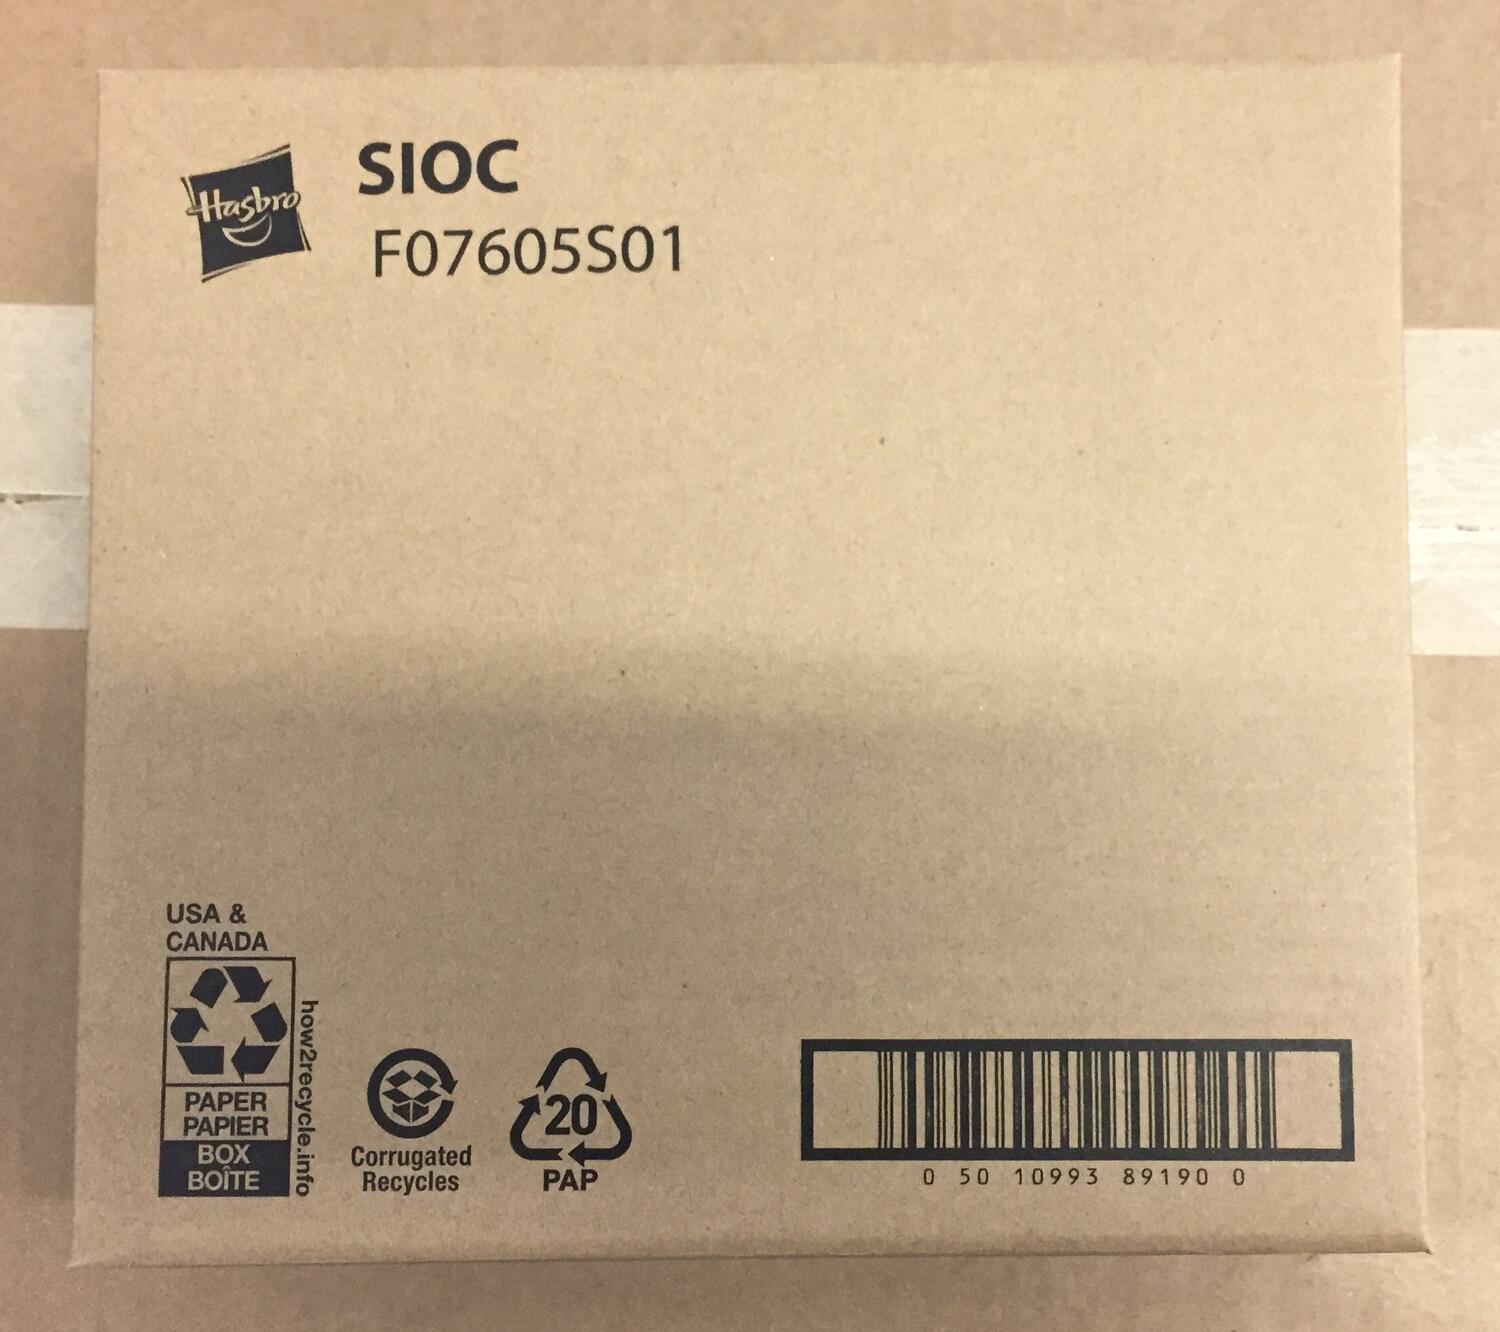 Hasbro
SIOC
F07605S01
USA &
CANADA
PAPER
PAPIER
BOX
BOÎTE
how2recycle.info
Corrugated
Recycles
20
PAP
0 50 10993 89190 0